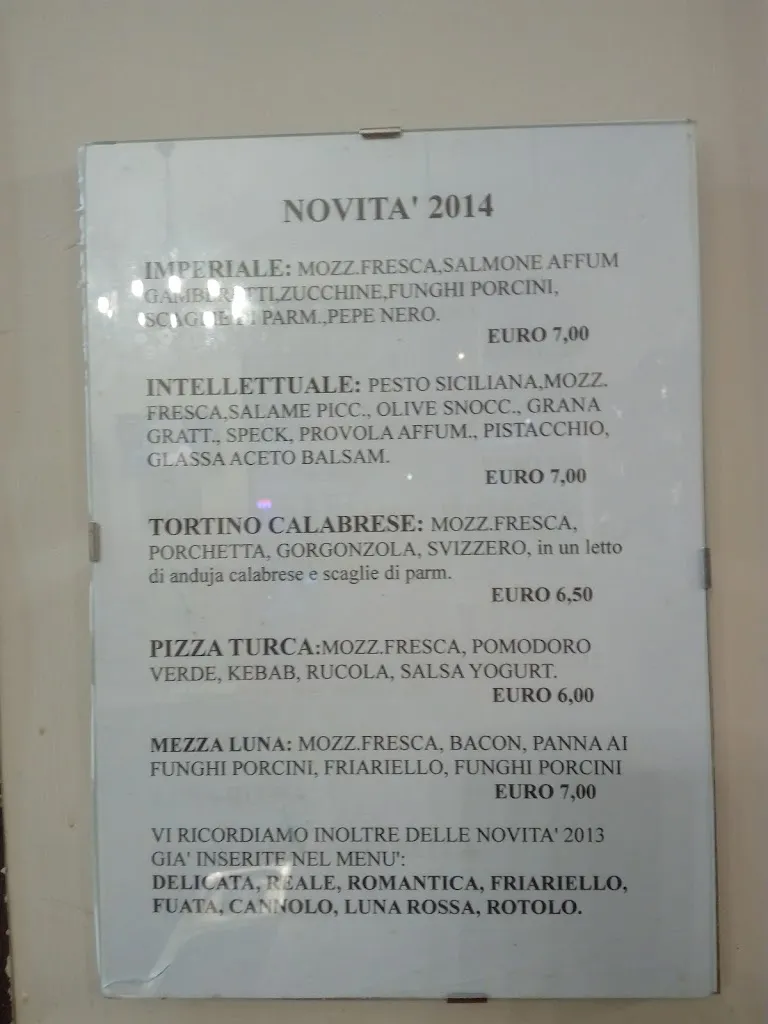 NOVITA' 2014
IMPERIALE: MOZZ.FRESCA,SALMONE AFFUM
GAMBERETTI,ZUCCHINE,FUNGHI PORCINI,
SCAGLIE DI PARM.,PEPE NERO.
EURO 7,00
INTELLETTUALE: PESTO SICILIANA,MOZZ.
FRESCA,SALAME PICC., OLIVE SNOCC., GRANA
GRATT., SPECK, PROVOLA AFFUM., PISTACCHIO,
GLASSA ACETO BALSAM.
EURO 7,00
TORTINO CALABRESE: MOZZ.FRESCA,
PORCHETTA, GORGONZOLA, SVIZZERO, in un letto
di anduja calabrese e scaglie di parm.
EURO 6,50
PIZZA TURCA:MOZZ.FRESCA, POMODORO
VERDE, KEBAB, RUCOLA, SALSA YOGURT.
EURO 6,00
MEZZA LUNA: MOZZ.FRESCA, BACON, PANNA AI
FUNGHI PORCINI, FRIARIELLO, FUNGHI PORCINI
EURO 7,00
VI RICORDIAMO INOLTRE DELLE NOVITA' 2013
GIA' INSERITE NEL MENU':
DELICATA, REALE, ROMANTICA, FRIARIELLO,
FUATA, CANNOLO, LUNA ROSSA, ROTOLO.